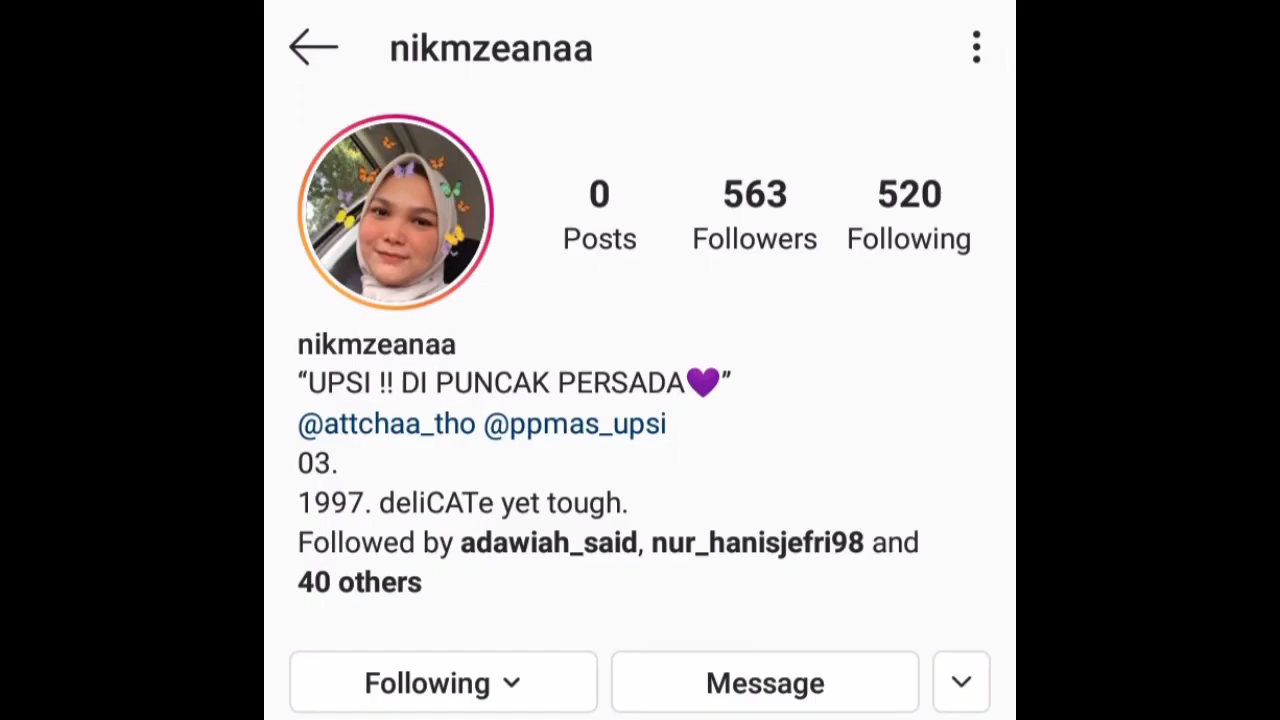 nikmzeanaa
0 563 520
Posts Followers Following
nikmzeanaa
“UPSI !! DI PUNCAK PERSADA💜”
@attchaa_tho @ppmas_upsi
03.
1997. deliCATe yet tough.
Followed by adawiah_said, nur_hanisjefri98 and
40 others
Following Message